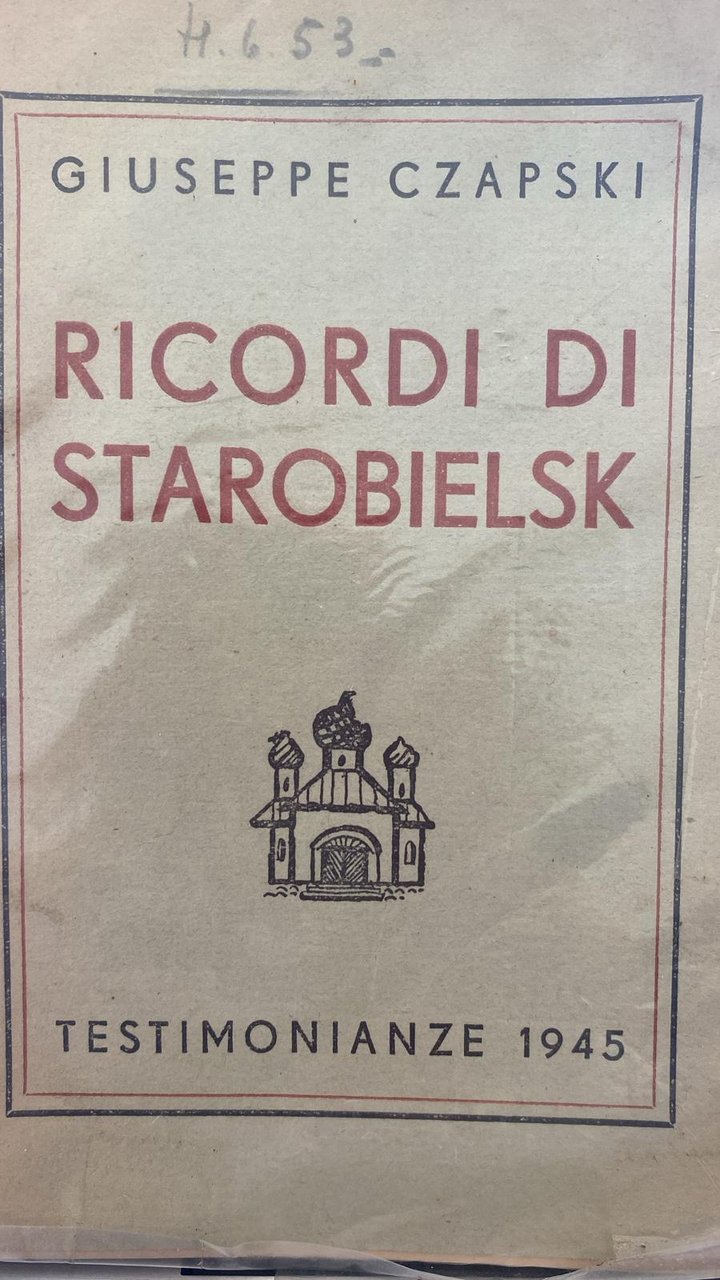 H. 6. 53
GIUSEPPE CZAPSKI
RICORDI DI
STAROBIELSK
TESTIMONIANZE 1945